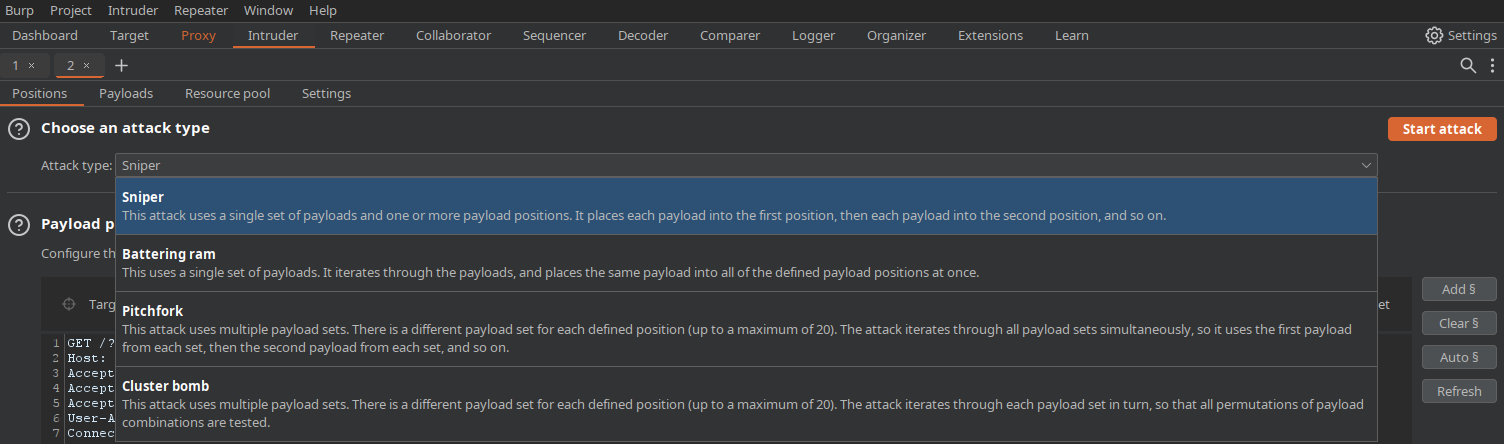 Burp Project Intruder Repeater Window Help
Dashboard Target Proxy Intruder Repeater Collaborator Sequencer Decoder Comparer Logger Organizer Extensions Learn Settings
1 × 2 × +
Positions Payloads Resource pool Settings
? Choose an attack type Start attack
Attack type: Sniper
Sniper
This attack uses a single set of payloads and one or more payload positions. It places each payload into the first position, then each payload into the second position, and so on.
? Payload p
Battering ram
Configure th
This uses a single set of payloads. It iterates through the payloads, and places the same payload into all of the defined payload positions at once.
Add §
Targ
et
Pitchfork
This attack uses multiple payload sets. There is a different payload set for each defined position (up to a maximum of 20). The attack iterates through all payload sets simultaneously, so it uses the first payload
from each set, then the second payload from each set, and so on.
Clear §
Auto §
Cluster bomb
This attack uses multiple payload sets. There is a different payload set for each defined position (up to a maximum of 20). The attack iterates through each payload set in turn, so that all permutations of payload
combinations are tested.
Refresh
1 GET /?
2 Host:
3 Accept
4 Accept
5 Accept
6 User-A
7 Connec